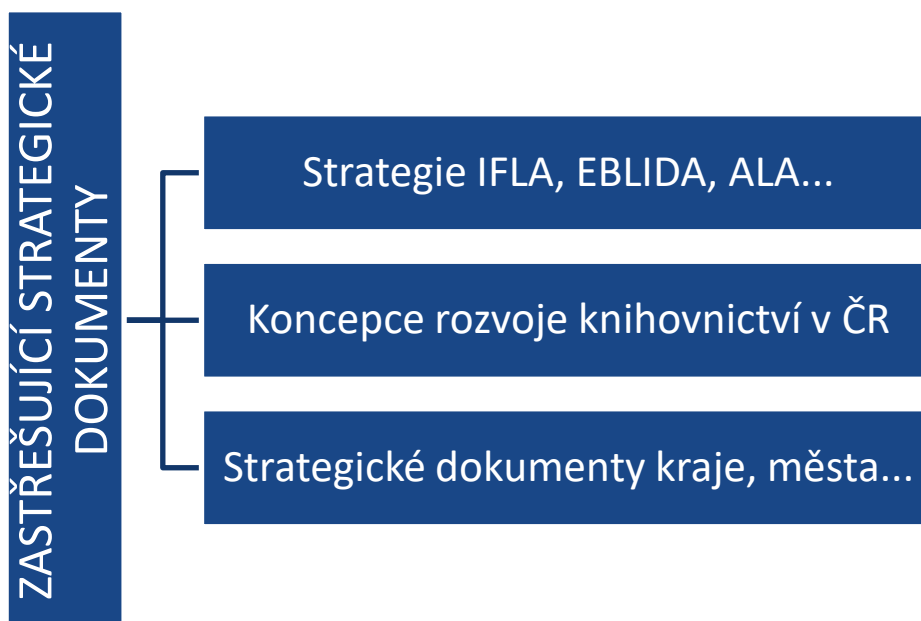 ZASTŘEŠUJÍCÍ STRATEGICKÉ
DOKUMENTY
Strategie IFLA, EBLIDA, ALA...
Koncepce rozvoje knihovnictví v ČR
Strategické dokumenty kraje, města...